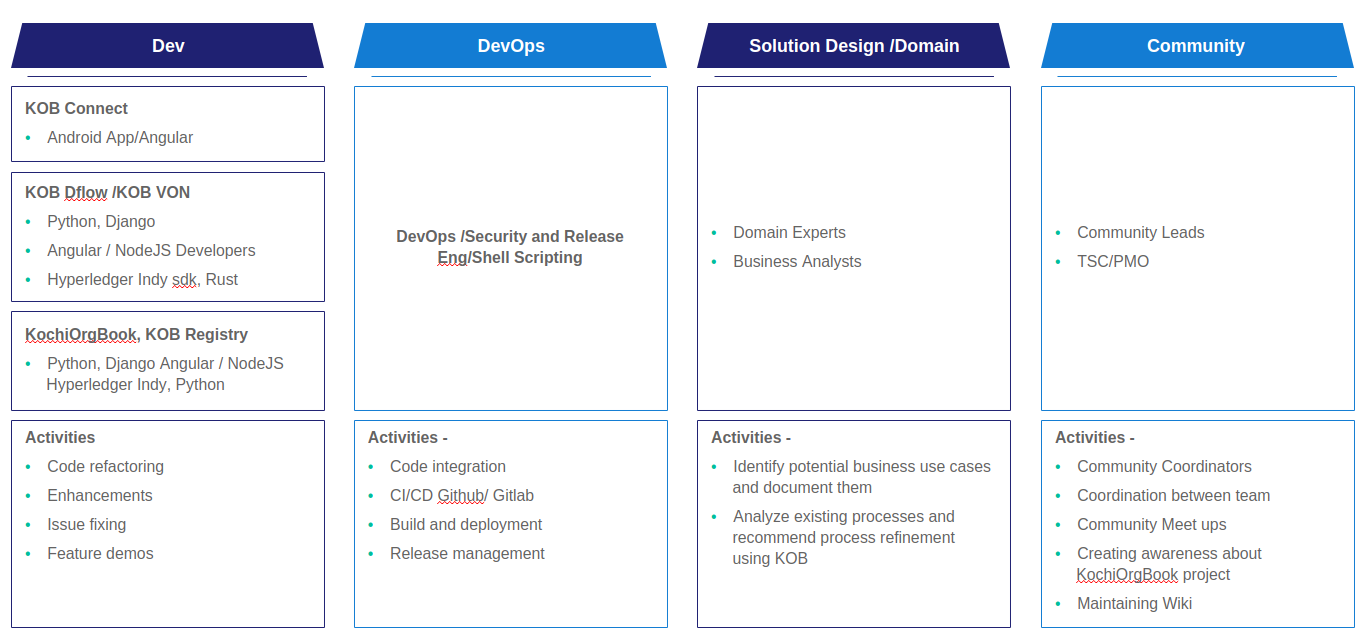 Dev
KOB Connect
• Android App/Angular
KOB Dflow /KOB VON
• Python, Django
• Angular / NodeJS Developers
• Hyperledger Indy sdk, Rust
KochiOrgBook, KOB Registry
• Python, Django Angular / NodeJS
Hyperledger Indy, Python
Activities
• Code refactoring
• Enhancements
• Issue fixing
• Feature demos
DevOps
DevOps /Security and Release
Eng/Shell Scripting
Activities -
• Code integration
• CI/CD Github/ Gitlab
• Build and deployment
• Release management
Solution Design /Domain
• Domain Experts
• Business Analysts
Activities -
• Identify potential business use cases
and document them
• Analyze existing processes and
recommend process refinement
using KOB
Community
• Community Leads
• TSC/PMO
Activities -
• Community Coordinators
• Coordination between team
• Community Meet ups
• Creating awareness about
KochiOrgBook project
• Maintaining Wiki